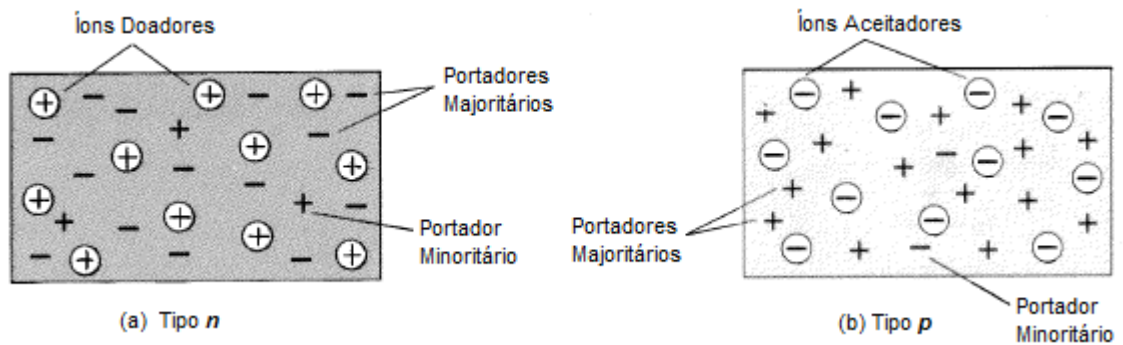 Íons Doadores
Portadores
Majoritários
Portador
Minoritário
(a) Tipo n
Íons Aceitadores
Portadores
Majoritários
Portador
Minoritário
(b) Tipo p